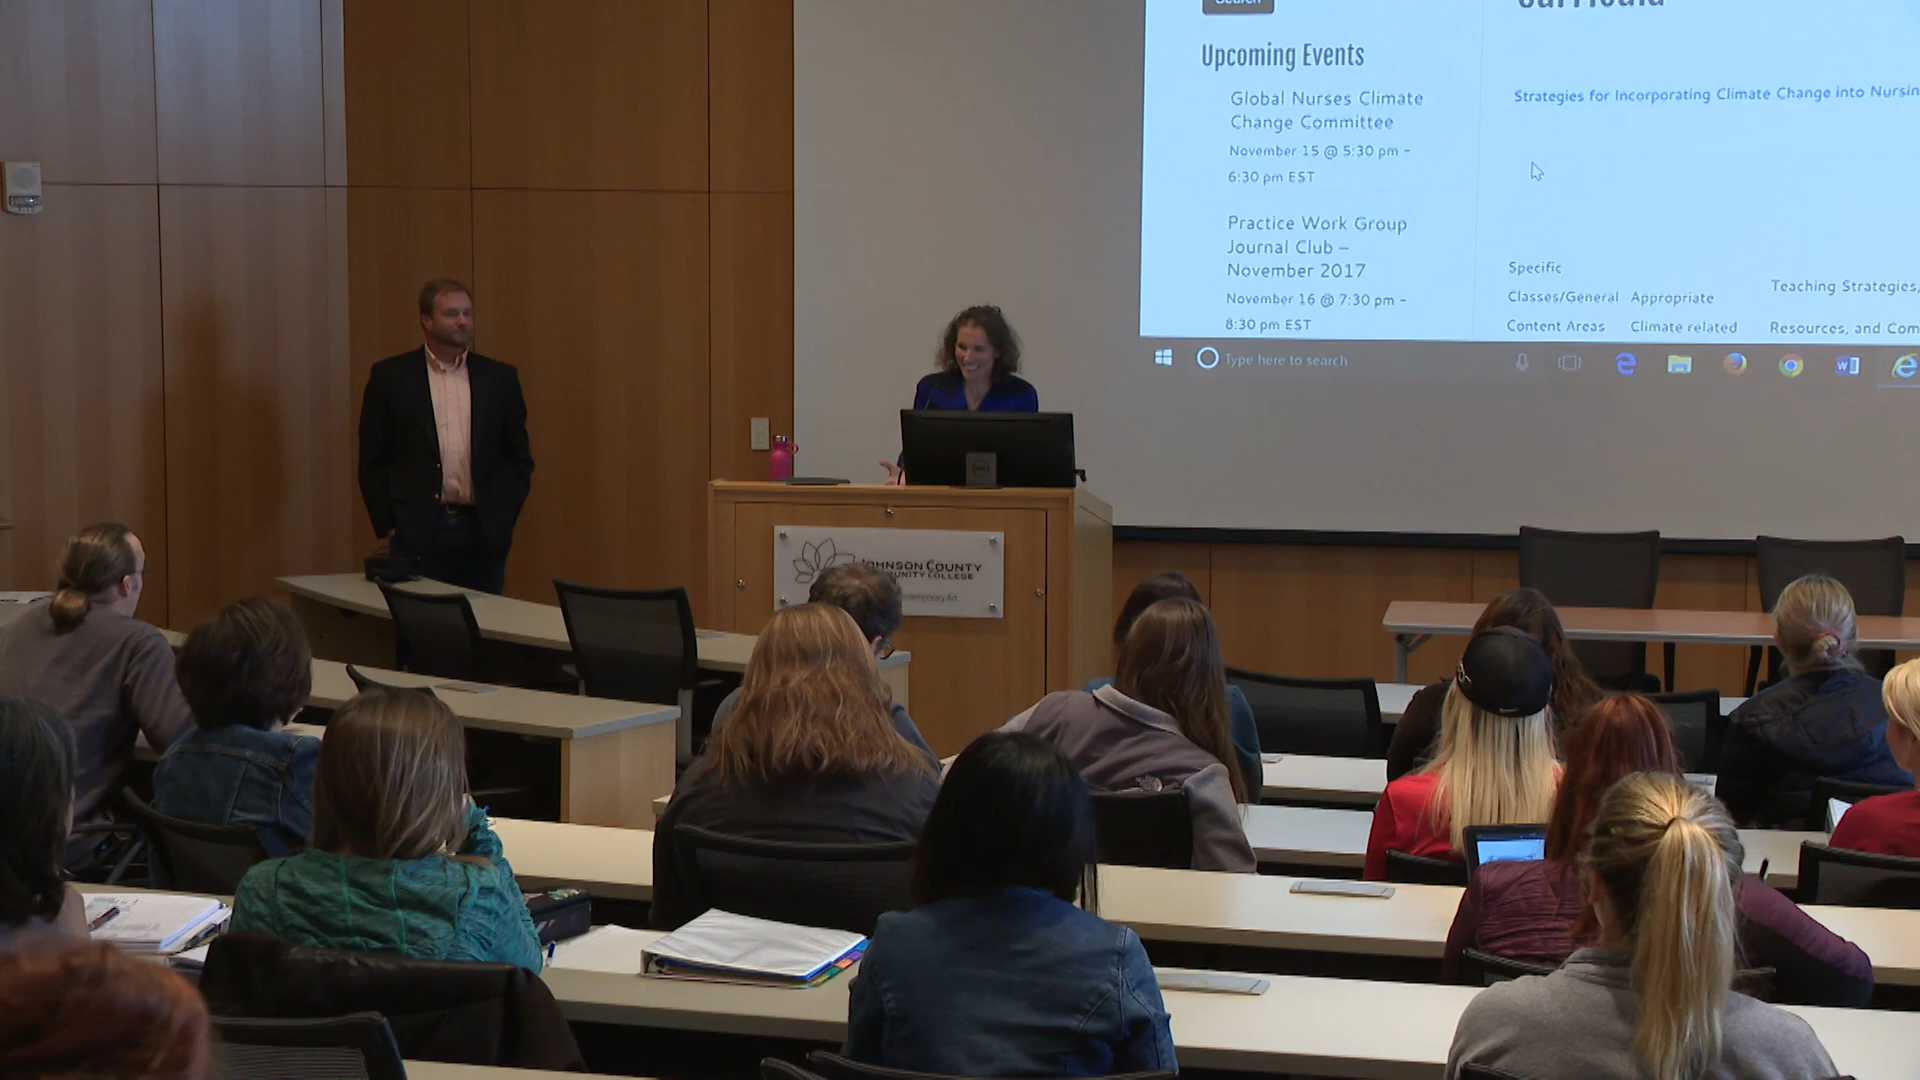 Search
Curricula
Upcoming Events
Global Nurses Climate
Change Committee
November 15 @ 5:30 pm –
6:30 pm EST
Practice Work Group
Journal Club –
November 2017
November 16 @ 7:30 pm –
8:30 pm EST
Strategies for Incorporating Climate Change into Nursin
Specific
Classes/General
Content Areas
Appropriate
Climate related
Teaching Strategies,
Resources, and Com
Type here to search
JOHNSON COUNTY